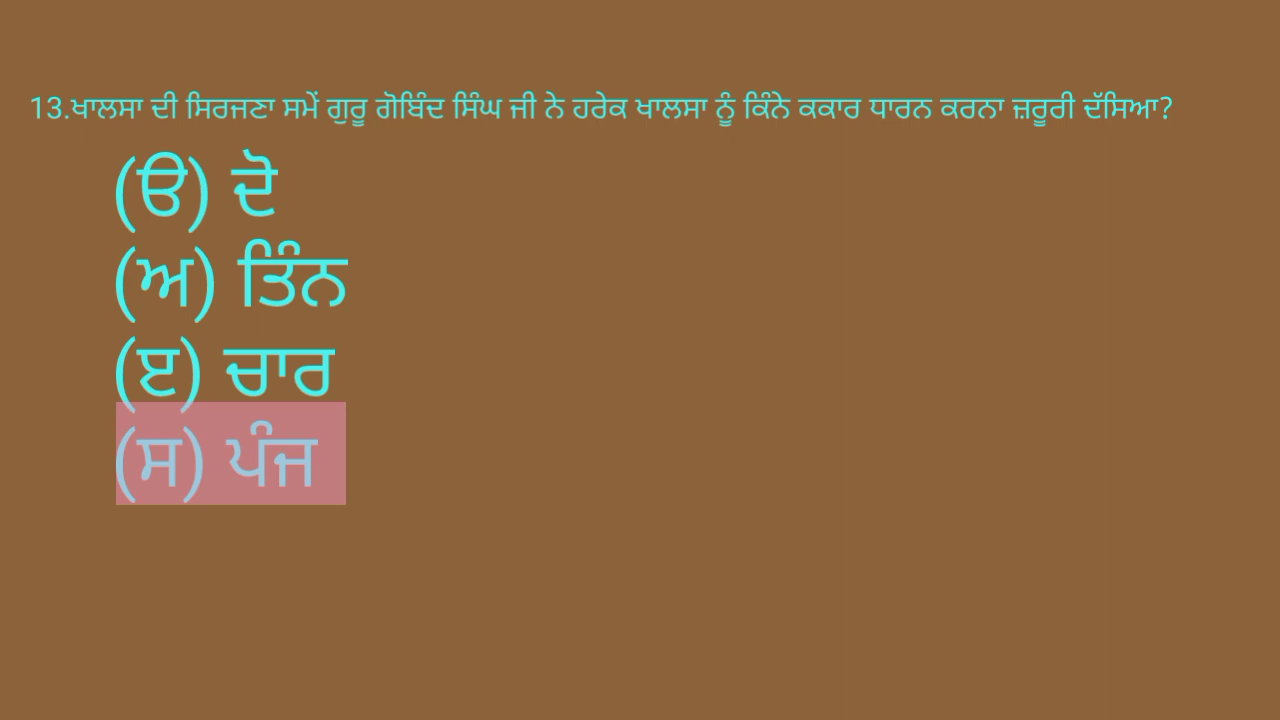 13.ਖਾਲਸਾ ਦੀ ਸਿਰਜਣਾ ਸਮੇਂ ਗੁਰੂ ਗੋਬਿੰਦ ਸਿੰਘ ਜੀ ਨੇ ਹਰੇਕ ਖਾਲਸਾ ਨੂੰ ਕਿੰਨੇ ਕਕਾਰ ਧਾਰਨ ਕਰਨਾ ਜ਼ਰੂਰੀ ਦੱਸਿਆ?
(ੳ) ਦੋ
(ਅ) ਤਿੰਨ
(ੲ) ਚਾਰ
(ਸ) ਪੰਜ